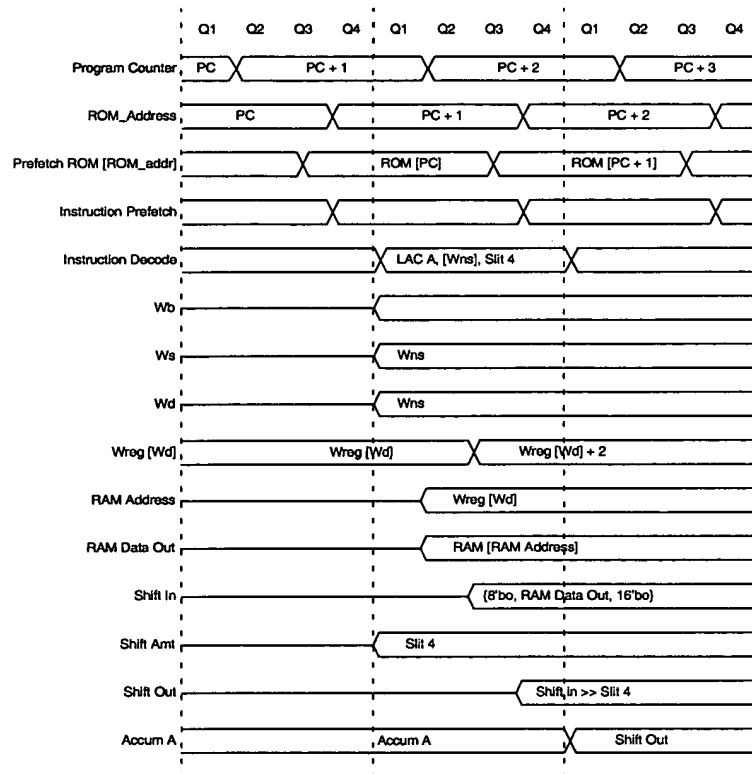 Q1 Q2 Q3 Q4 Q1 Q2 Q3 Q4 Q1 Q2 Q3 Q4
Program Counter PC PC + 1 PC + 2 PC + 3
ROM_Address PC PC + 1 PC + 2
Prefetch ROM [ROM_addr] ROM [PC] ROM [PC + 1]
Instruction Prefetch
Instruction Decode LAC A, [Wns], Slit 4
Wb
Ws Wns
Wd Wns
Wreg [Wd] Wreg [Wd] Wreg [Wd] + 2
RAM Address Wreg [Wd]
RAM Data Out RAM [RAM Address]
Shift In {8'bo, RAM Data Out, 16'bo}
Shift Amt Slit 4
Shift Out Shift in >> Slit 4
Accum A Accum A Shift Out